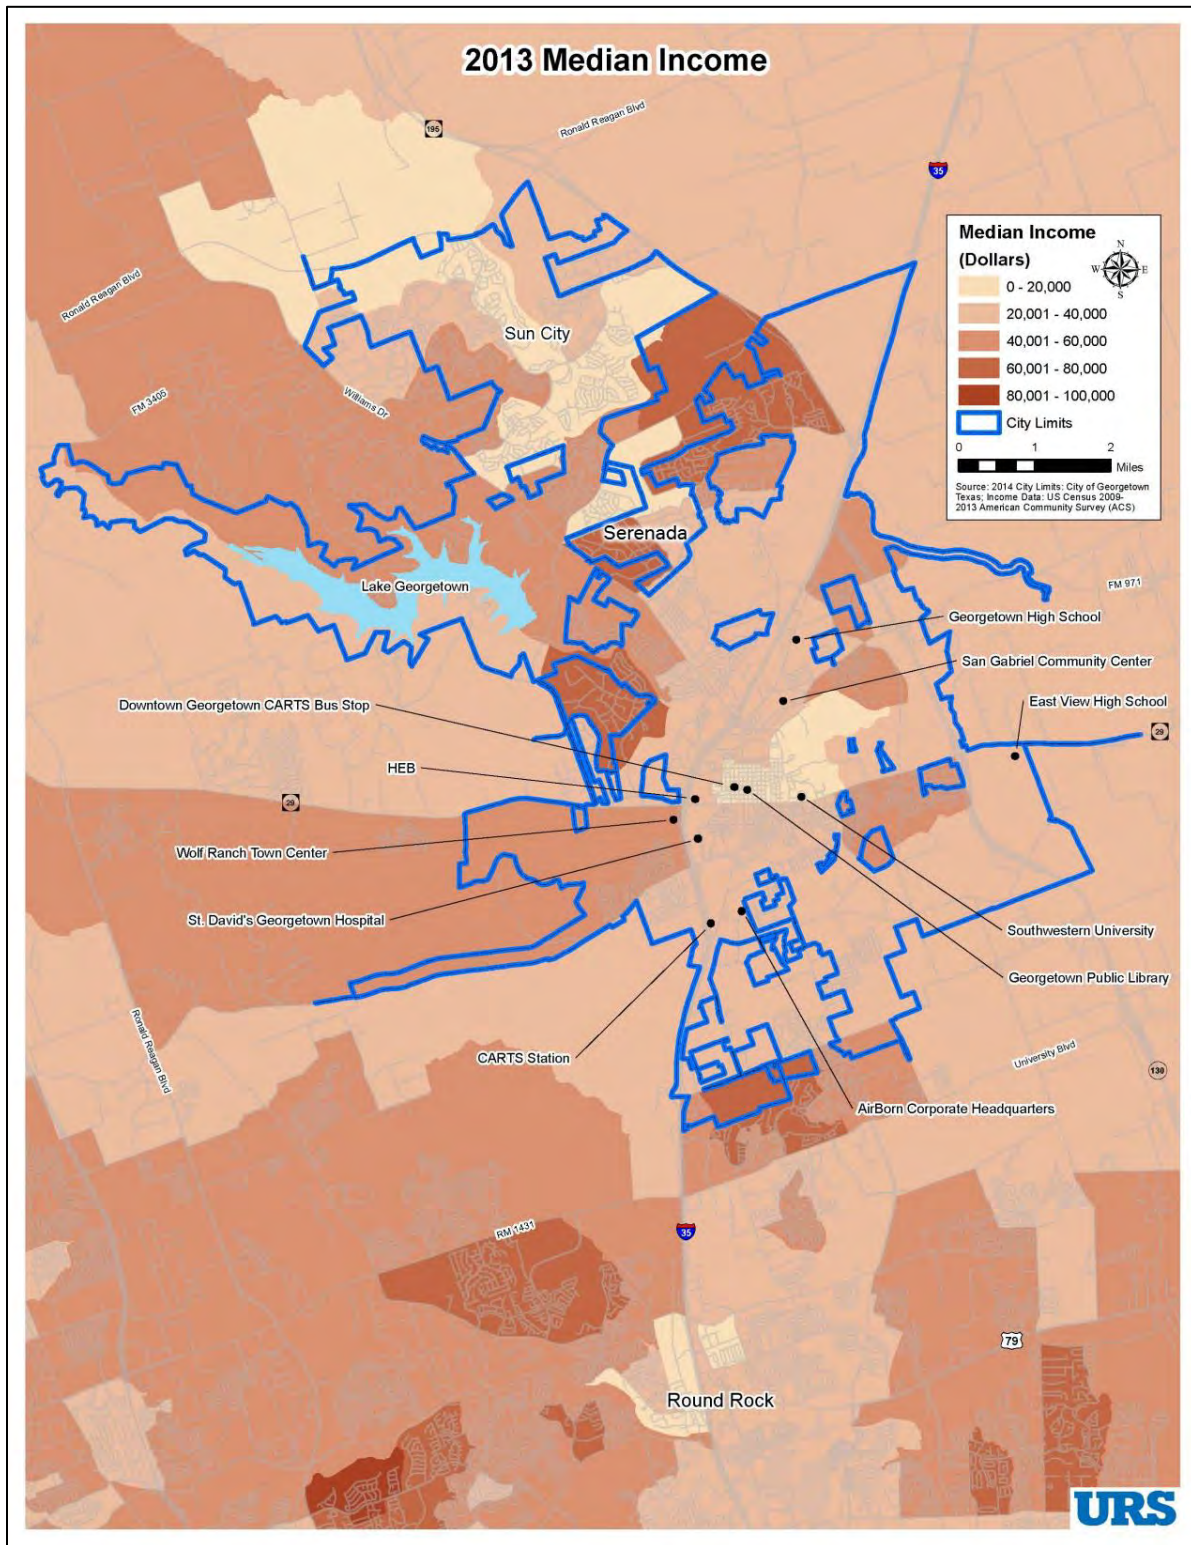 2013 Median Income
Ronald Reagan Blvd
195
35
Median Income
(Dollars)
N
W E
S
0 - 20,000
20,001 - 40,000
40,001 - 60,000
60,001 - 80,000
80,001 - 100,000
City Limits
0 1 2
Miles
Source: 2014 City Limits: City of Georgetown
Texas; Income Data: US Census 2009-
2013 American Community Survey (ACS)
Ronald Reagan Blvd
Sun City
FM 3405
Williams Dr
Serenada
Lake Georgetown
FM 971
Georgetown High School
San Gabriel Community Center
Downtown Georgetown CARTS Bus Stop
East View High School
29
HEB
29
Wolf Ranch Town Center
St. David's Georgetown Hospital
Southwestern University
Georgetown Public Library
Ronald Reagan Blvd
CARTS Station
University Blvd
130
AirBorn Corporate Headquarters
RM 1431
35
79
Round Rock
URS